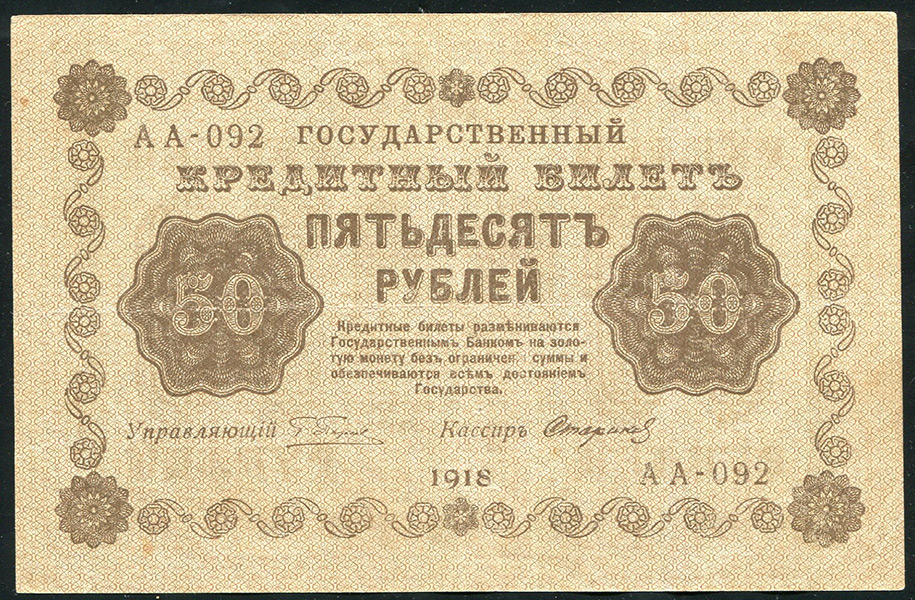 АА-092 ГОСУДАРСТВЕННЫЙ
КРЕДИТНЫЙ БИЛЕТЪ
ПЯТЬДЕСЯТЪ
РУБЛЕЙ
50
50
Кредитные билеты размѣниваются
Государственнымъ Банкомъ на золо-
тую монету безъ ограничен. суммы и
обезпечиваются всѣмъ достояніемъ
Государства.
Управляющій
Кассиръ Стариков
1918
АА-092